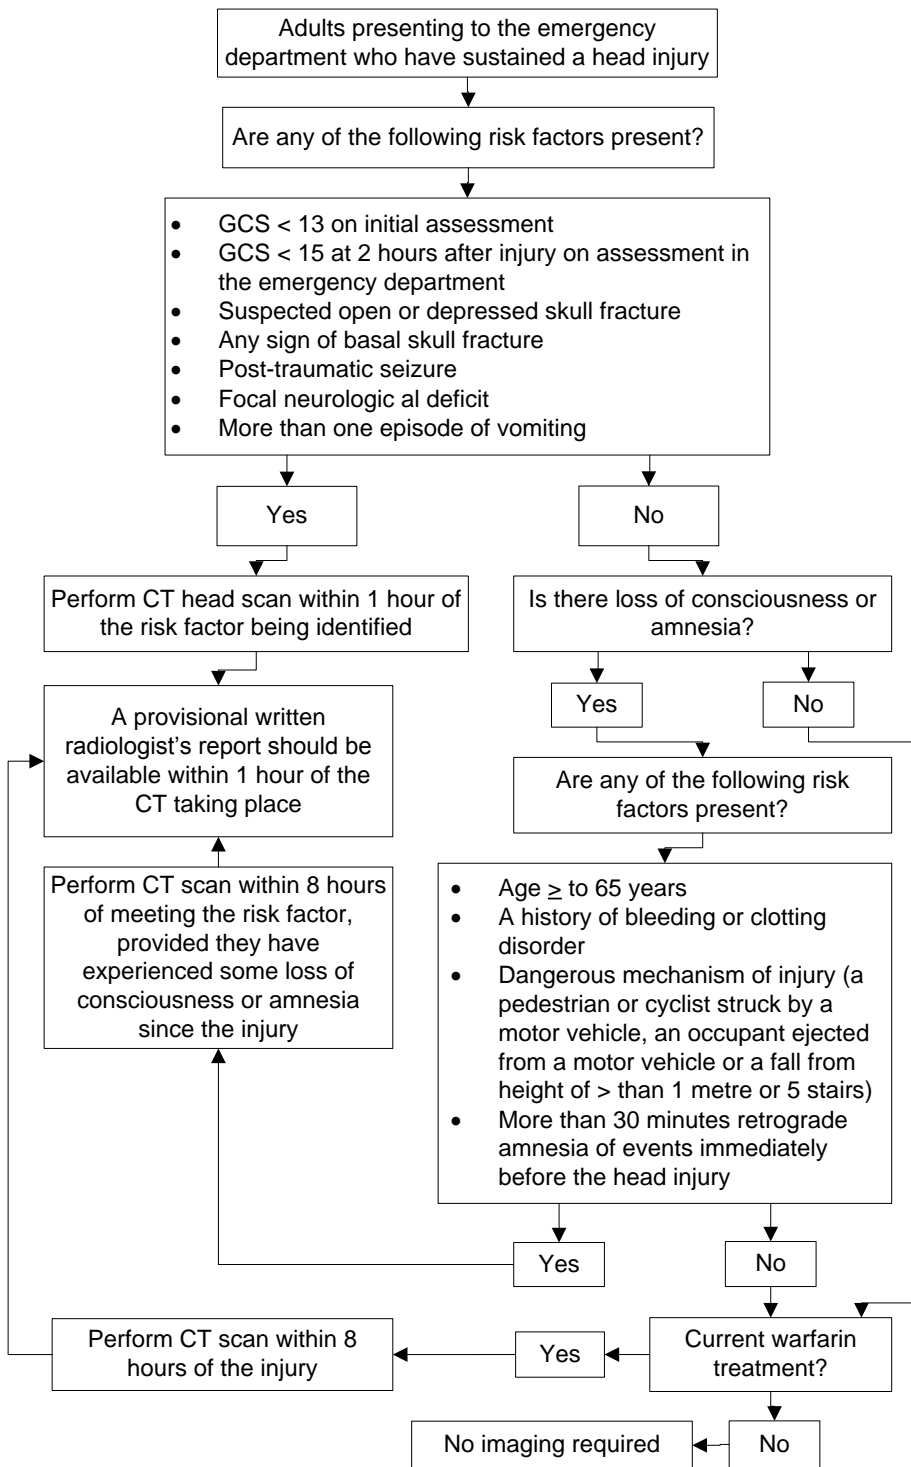 Adults presenting to the emergency
department who have sustained a head injury
Are any of the following risk factors present?
• GCS < 13 on initial assessment
• GCS < 15 at 2 hours after injury on assessment in
the emergency department
• Suspected open or depressed skull fracture
• Any sign of basal skull fracture
• Post-traumatic seizure
• Focal neurologic al deficit
• More than one episode of vomiting
Yes
No
Perform CT head scan within 1 hour of
the risk factor being identified
Is there loss of consciousness or
amnesia?
Yes
No
A provisional written
radiologist’s report should be
available within 1 hour of the
CT taking place
Are any of the following risk
factors present?
Perform CT scan within 8 hours
of meeting the risk factor,
provided they have
experienced some loss of
consciousness or amnesia
since the injury
• Age ≥ to 65 years
• A history of bleeding or clotting
disorder
• Dangerous mechanism of injury (a
pedestrian or cyclist struck by a
motor vehicle, an occupant ejected
from a motor vehicle or a fall from
height of > than 1 metre or 5 stairs)
• More than 30 minutes retrograde
amnesia of events immediately
before the head injury
Yes
No
Perform CT scan within 8
hours of the injury
Yes
Current warfarin
treatment?
No imaging required
No